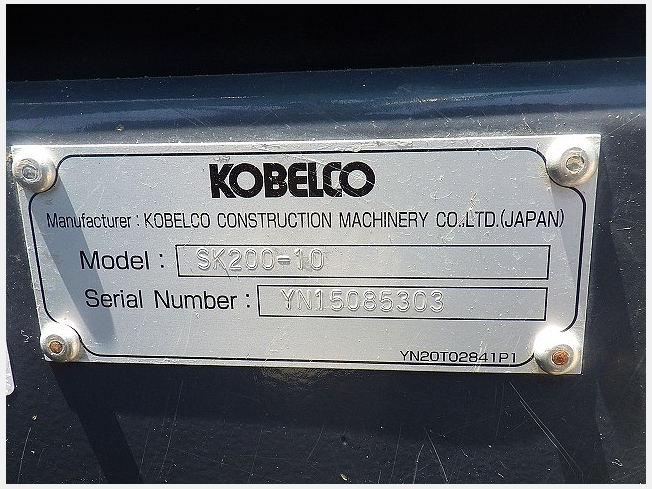 KOBELCO
Manufacturer : KOBELCO CONSTRUCTION MACHINERY CO.,LTD.(JAPAN)
Model : SK200-10
Serial Number : YN15085303
YN20T02841P1